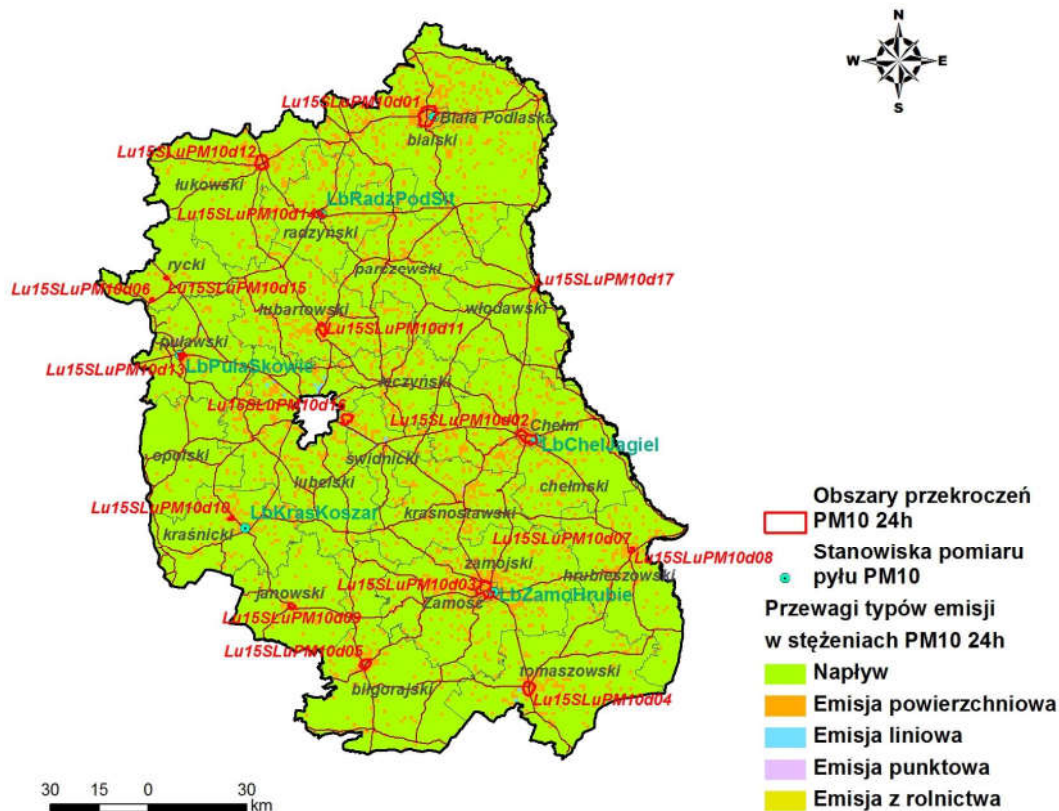 N
W
E
S
Lu15SLuPM10d01
Biała Podlaska
bialski
Lu15SLuPM10d12
łukowski
LbRadzPodSit
Lu15SLuPM10d14
radzyński
rycki
parczewski
Lu15SLuPM10d06
Lu15SLuPM10d15
Lu15SLuPM10d17
lubartowski
włodawski
Lu15SLuPM10d11
puławski
Lu15SLuPM10d13
LbPulaSkowie
łęczyński
Lu15SLuPM10d16
Lu15SLuPM10d02
Chełm
LbChelJagiel
opolski
świdnicki
lubelski
chełmski
Lu15SLuPM10d10
LbKrasKoszar
krasnostawski
kraśnicki
Lu15SLuPM10d07
Lu15SLuPM10d08
zamojski
hrubieszowski
Lu15SLuPM10d03
LbZamoHrubie
janowski
Zamość
Lu15SLuPM10d09
Lu15SLuPM10d05
tomaszowski
biłgorajski
Lu15SLuPM10d04
Obszary przekroczeń
PM10 24h
Stanowiska pomiaru
pyłu PM10
Przewagi typów emisji
w stężeniach PM10 24h
Napływ
Emisja powierzchniowa
Emisja liniowa
Emisja punktowa
Emisja z rolnictwa
30 15 0 30
km